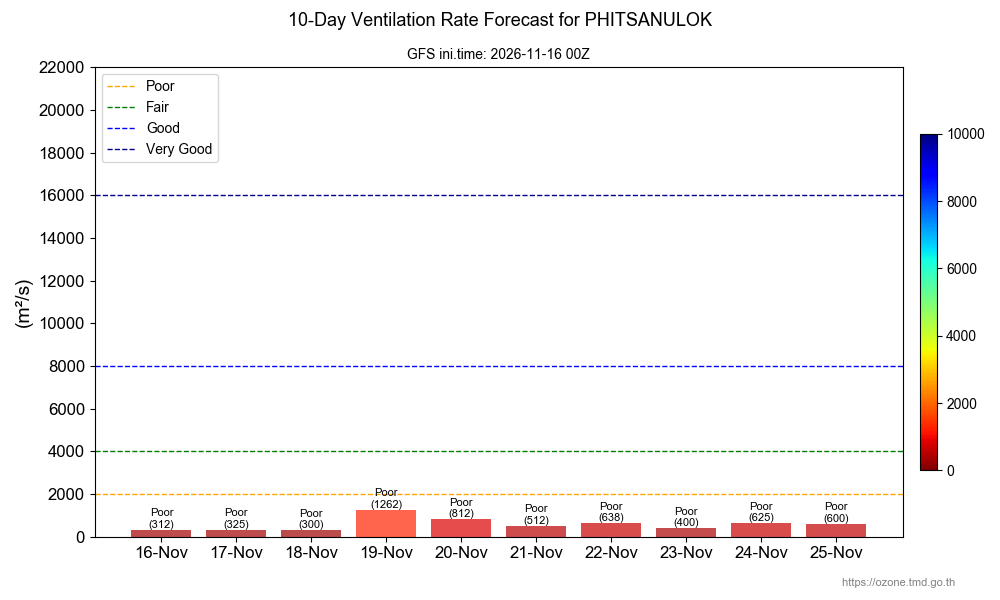 10-Day Ventilation Rate Forecast for PHITSANULOK
GFS ini.time: 2026-11-16 00Z
22000
20000
18000
16000
14000
12000
10000
8000
6000
4000
2000
0
(m²/s)
Poor
Fair
Good
Very Good
Poor
(312)
Poor
(325)
Poor
(300)
Poor
(1262)
Poor
(812)
Poor
(512)
Poor
(638)
Poor
(400)
Poor
(625)
Poor
(600)
16-Nov 17-Nov 18-Nov 19-Nov 20-Nov 21-Nov 22-Nov 23-Nov 24-Nov 25-Nov
10000
8000
6000
4000
2000
0
https://ozone.tmd.go.th